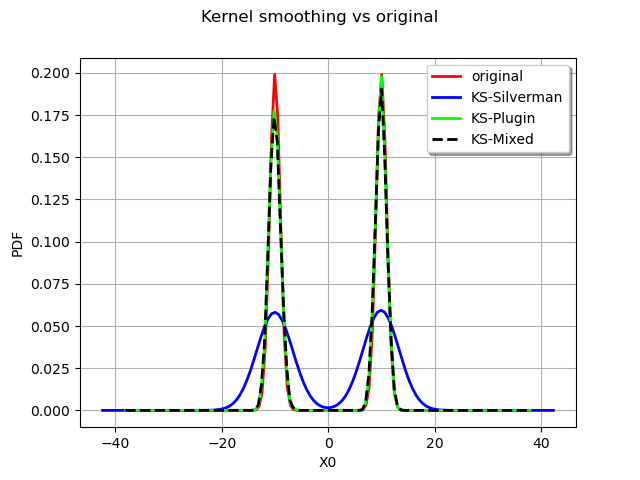 Kernel smoothing vs original
0.200
0.175
0.150
0.125
0.100
0.075
0.050
0.025
0.000
PDF
original
KS-Silverman
KS-Plugin
KS-Mixed
−40
−20
0
20
40
X0